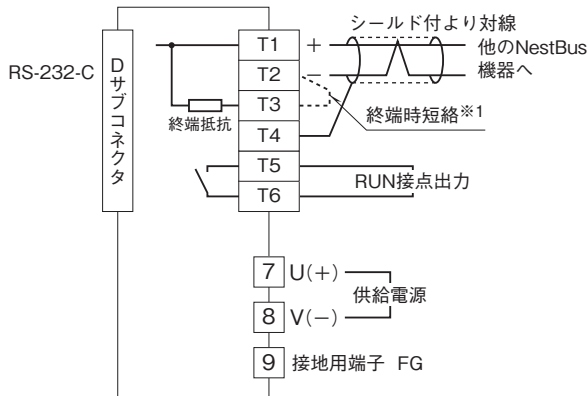 シールド付より対線
RS-232-C
Dサブコネクタ
T1
+
他のNestBus
機器へ
T2
−
T3
終端抵抗
終端時短絡※1
T4
T5
RUN接点出力
T6
7
U(+)
供給電源
8
V(−)
9
接地用端子 FG